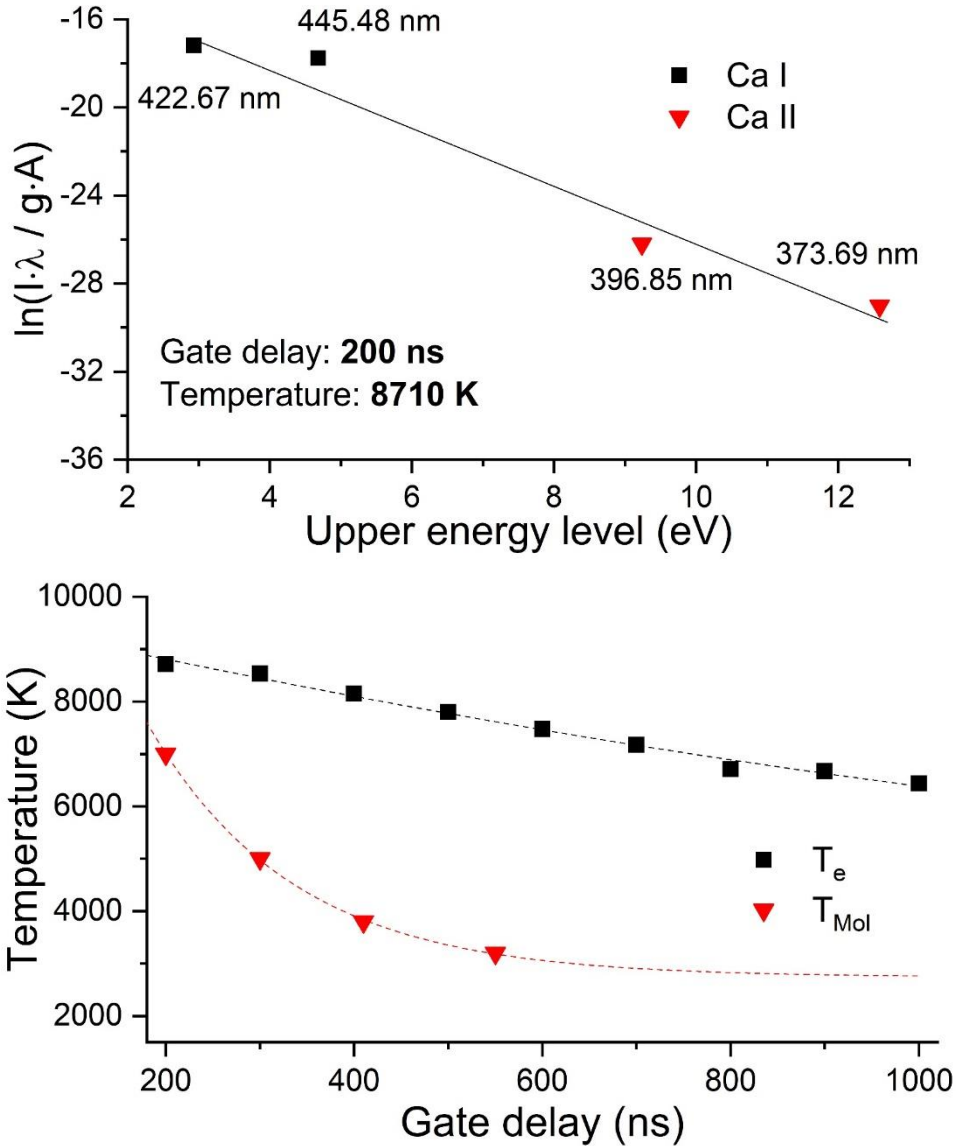 -16
-20
-24
-28
-32
-36
ln(I·λ / g·A)
445.48 nm
422.67 nm
Ca I
Ca II
373.69 nm
396.85 nm
Gate delay: 200 ns
Temperature: 8710 K
2 4 6 8 10 12
Upper energy level (eV)
10000
8000
6000
4000
2000
Temperature (K)
T_e
T_Mol
200 400 600 800 1000
Gate delay (ns)